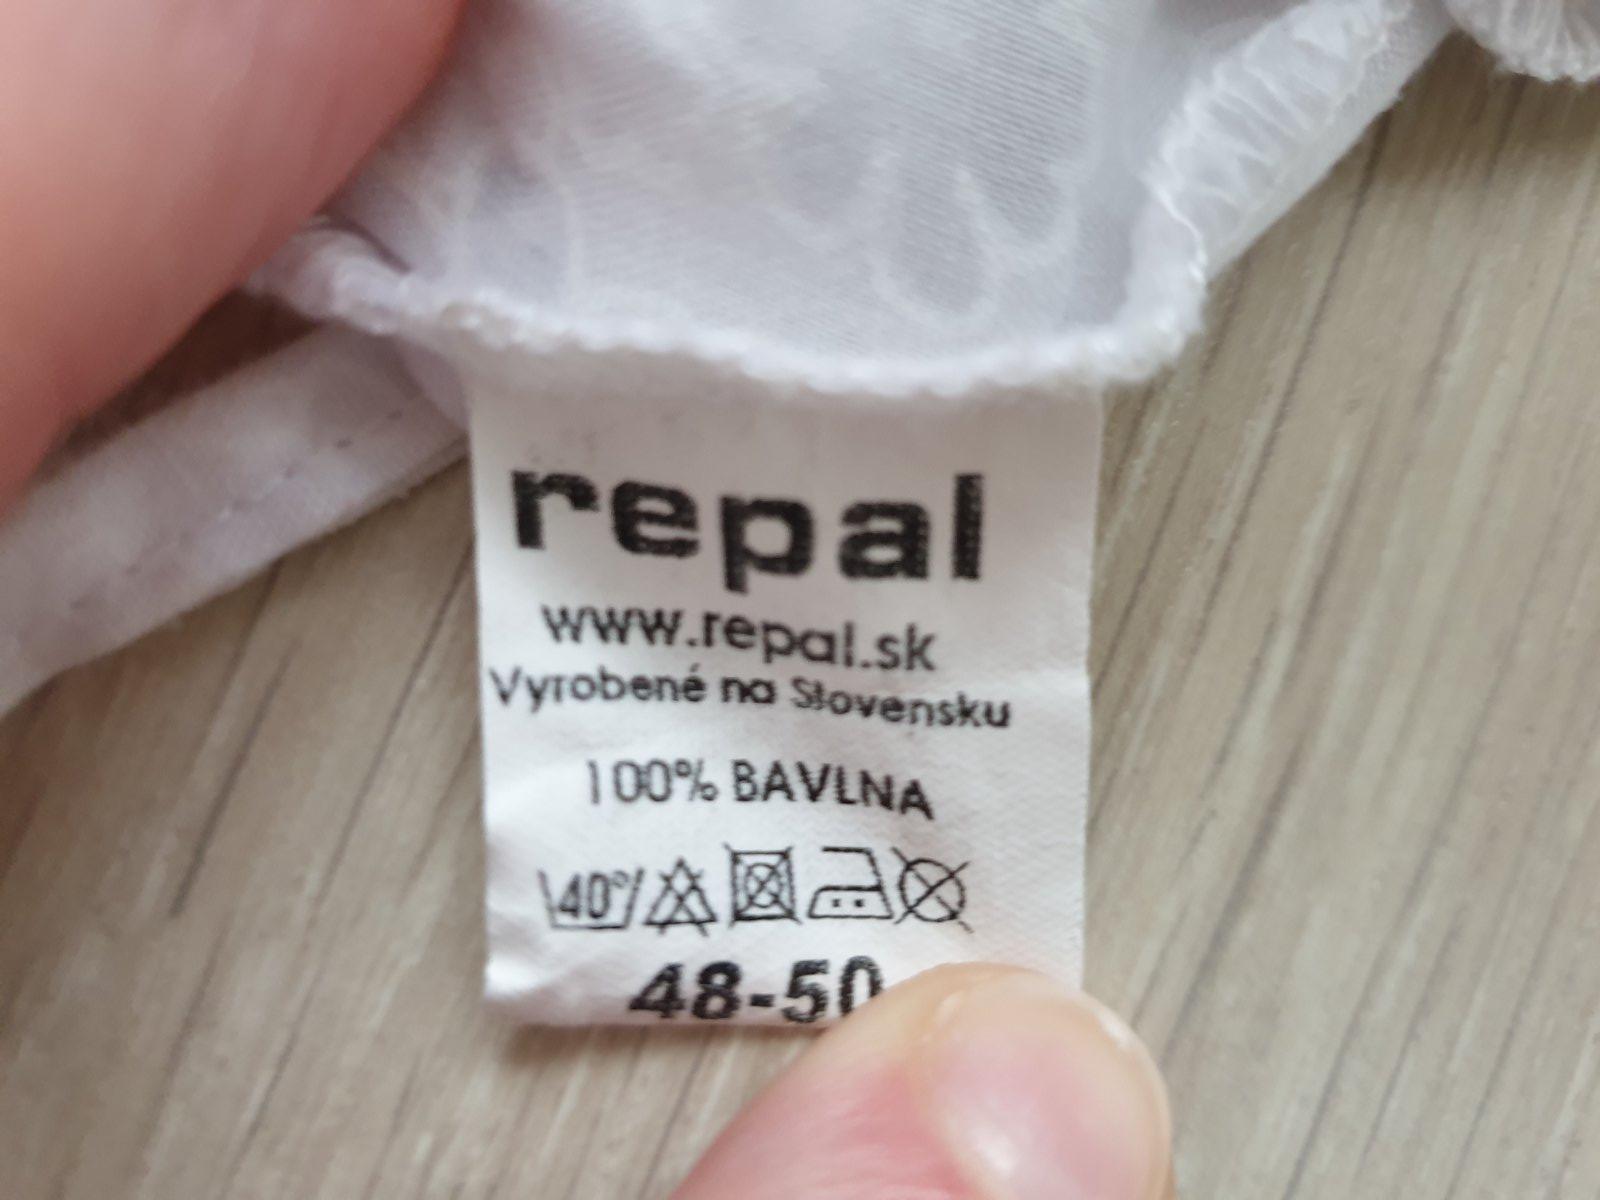 repal
www.repal.sk
Vyrobené na Slovensku
100% BAVLNA
40°
48-50